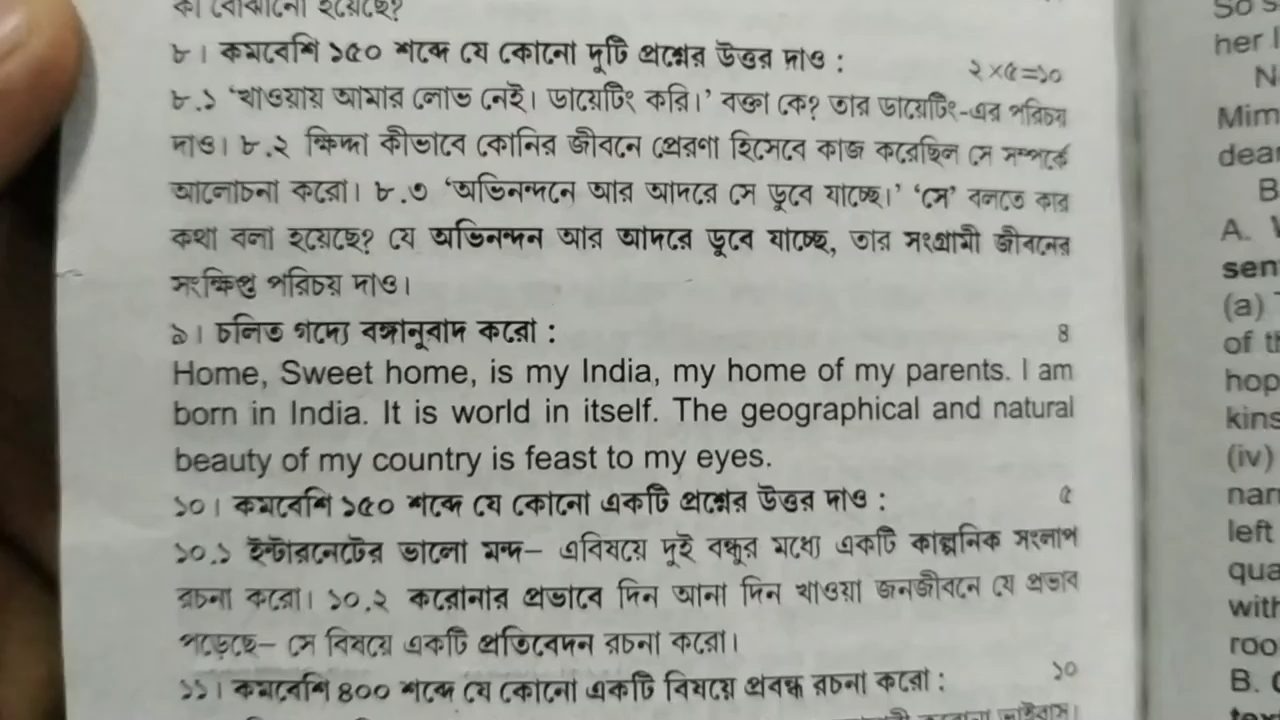 কী বোঝানো হয়েছে?
৮। কমবেশি ১৫০ শব্দে যে কোনো দুটি প্রশ্নের উত্তর দাও : ২×৫=১০
৮.১ ‘খাওয়ায় আমার লোভ নেই। ডায়েটিং করি।’ বক্তা কে? তার ডায়েটিং-এর পরিচয়
দাও। ৮.২ ক্ষিদ্দা কীভাবে কোনির জীবনে প্রেরণা হিসেবে কাজ করেছিল সে সম্পর্কে
আলোচনা করো। ৮.৩ ‘অভিনন্দনে আর আদরে সে ডুবে যাচ্ছে।’ ‘সে’ বলতে কার
কথা বলা হয়েছে? যে অভিনন্দন আর আদরে ডুবে যাচ্ছে, তার সংগ্রামী জীবনের
সংক্ষিপ্ত পরিচয় দাও।
৯। চলিত গদ্যে বঙ্গানুবাদ করো : ৪
Home, Sweet home, is my India, my home of my parents. I am
born in India. It is world in itself. The geographical and natural
beauty of my country is feast to my eyes.
১০। কমবেশি ১৫০ শব্দে যে কোনো একটি প্রশ্নের উত্তর দাও : ৫
১০.১ ইন্টারনেটের ভালো মন্দ– এবিষয়ে দুই বন্ধুর মধ্যে একটি কাল্পনিক সংলাপ
রচনা করো। ১০.২ করোনার প্রভাবে দিন আনা দিন খাওয়া জনজীবনে যে প্রভাব
পড়েছে– সে বিষয়ে একটি প্রতিবেদন রচনা করো।
১১। কমবেশি ৪০০ শব্দে যে কোনো একটি বিষয়ে প্রবন্ধ রচনা করো : ১০
So s
her l
N
Mim
dear
B
A.
sen
(a)
of th
hop
kins
(iv)
nan
left
qua
with
roo
B.